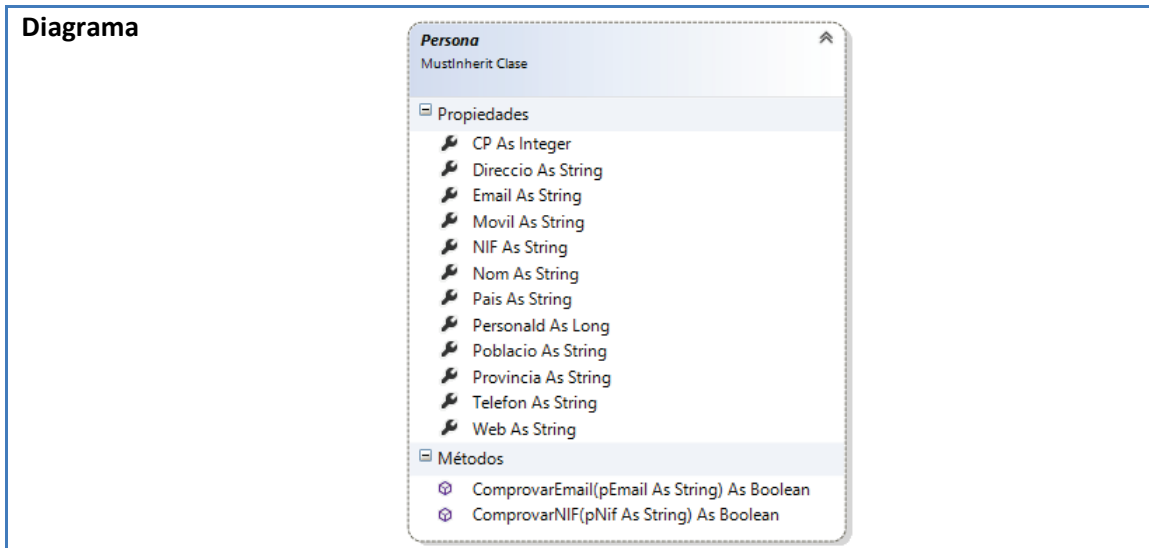 Diagrama
Persona
MustInherit Clase
Propiedades
CP As Integer
Direccio As String
Email As String
Movil As String
NIF As String
Nom As String
Pais As String
PersonaId As Long
Poblacio As String
Provincia As String
Telefon As String
Web As String
Métodos
ComprovarEmail(pEmail As String) As Boolean
ComprovarNIF(pNif As String) As Boolean